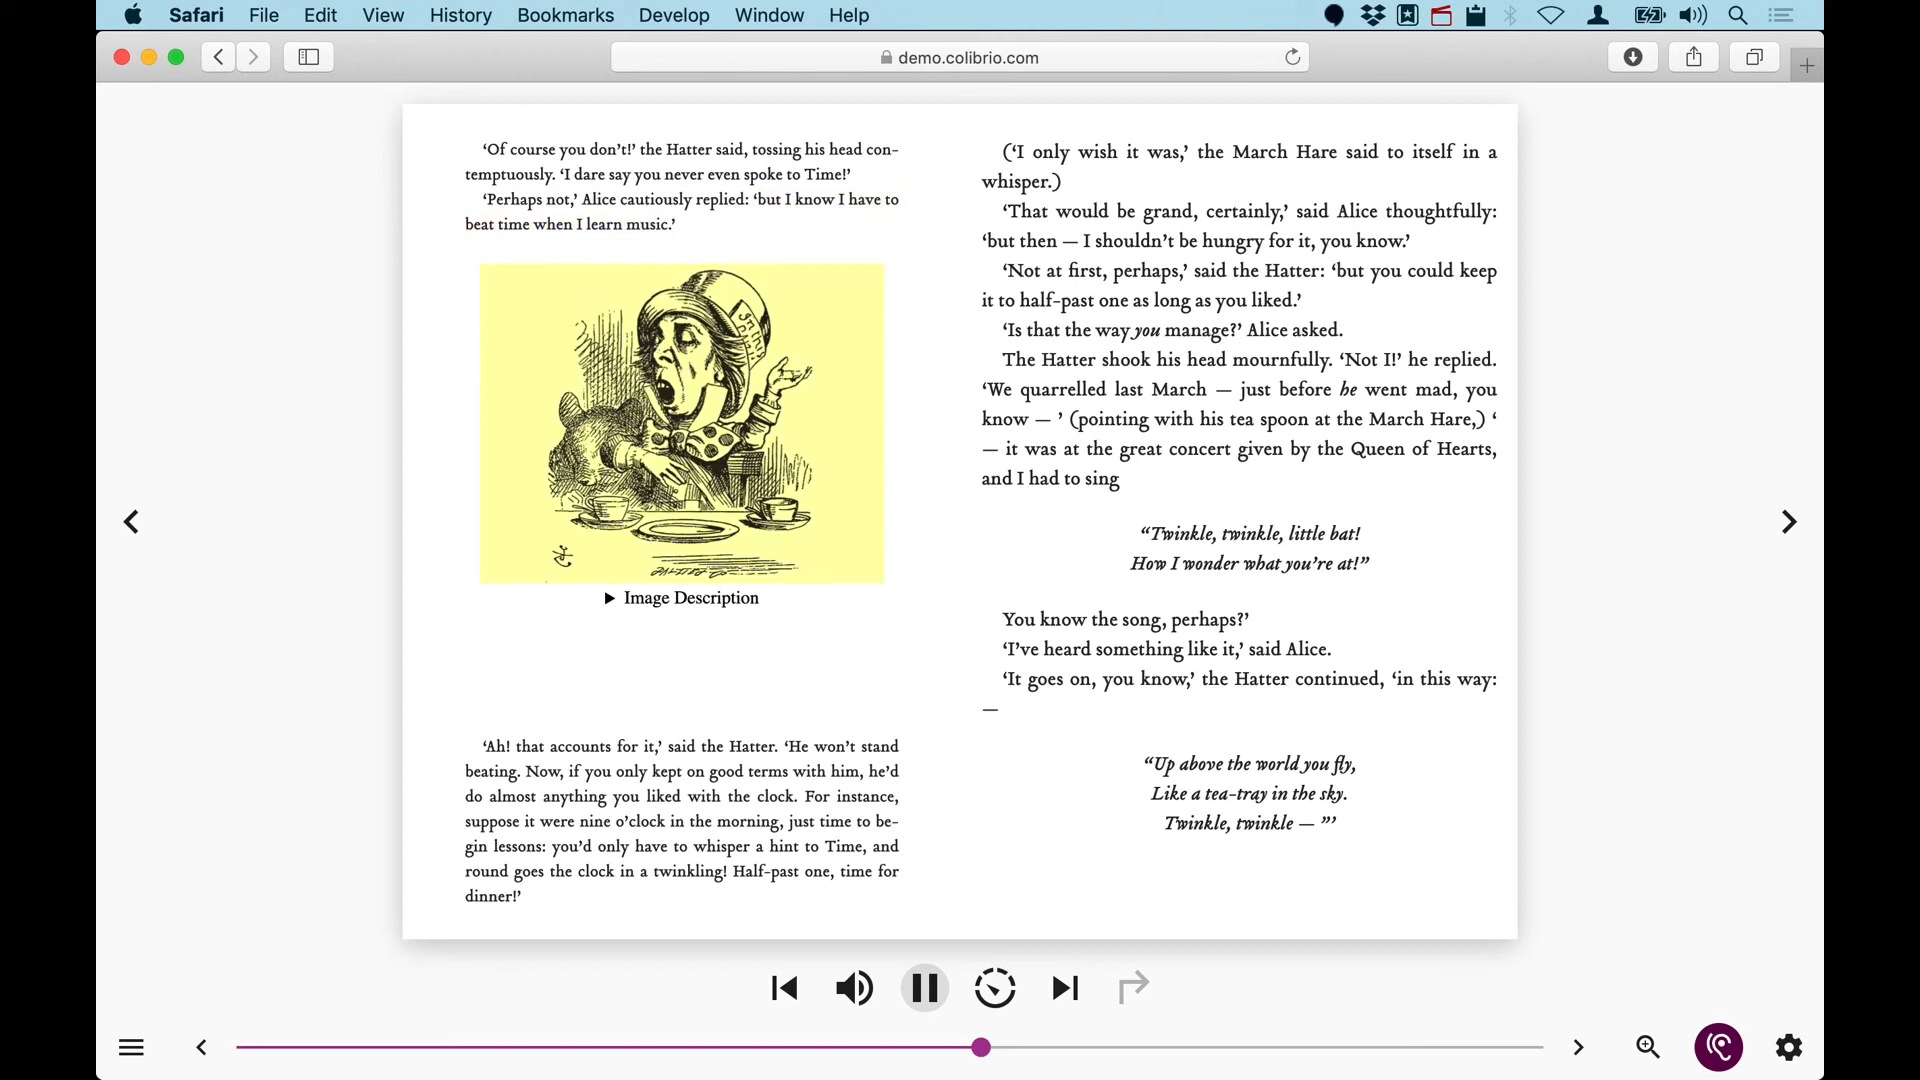 Safari File Edit View History Bookmarks Develop Window Help
demo.colibrio.com
‘Of course you don’t!’ the Hatter said, tossing his head con-
temptuously. ‘I dare say you never even spoke to Time!’
‘Perhaps not,’ Alice cautiously replied: ‘but I know I have to
beat time when I learn music.’
Image Description
‘Ah! that accounts for it,’ said the Hatter. ‘He won’t stand
beating. Now, if you only kept on good terms with him, he’d
do almost anything you liked with the clock. For instance,
suppose it were nine o’clock in the morning, just time to be-
gin lessons: you’d only have to whisper a hint to Time, and
round goes the clock in a twinkling! Half-past one, time for
dinner!’
(‘I only wish it was,’ the March Hare said to itself in a
whisper.)
‘That would be grand, certainly,’ said Alice thoughtfully:
‘but then — I shouldn’t be hungry for it, you know.’
‘Not at first, perhaps,’ said the Hatter: ‘but you could keep
it to half-past one as long as you liked.’
‘Is that the way you manage?’ Alice asked.
The Hatter shook his head mournfully. ‘Not I!’ he replied.
‘We quarrelled last March — just before he went mad, you
know — ’ (pointing with his tea spoon at the March Hare,) ‘
— it was at the great concert given by the Queen of Hearts,
and I had to sing
“Twinkle, twinkle, little bat!
How I wonder what you’re at!”
You know the song, perhaps?’
‘I’ve heard something like it,’ said Alice.
‘It goes on, you know,’ the Hatter continued, ‘in this way:
—
“Up above the world you fly,
Like a tea-tray in the sky.
Twinkle, twinkle — ”’